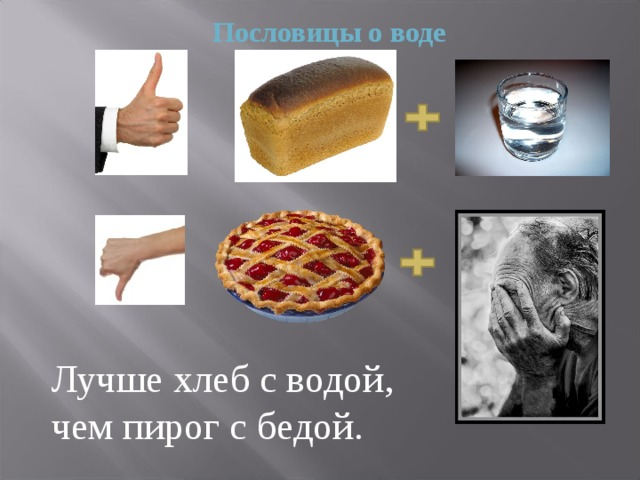 Пословицы о воде
Лучше хлеб с водой,
чем пирог с бедой.